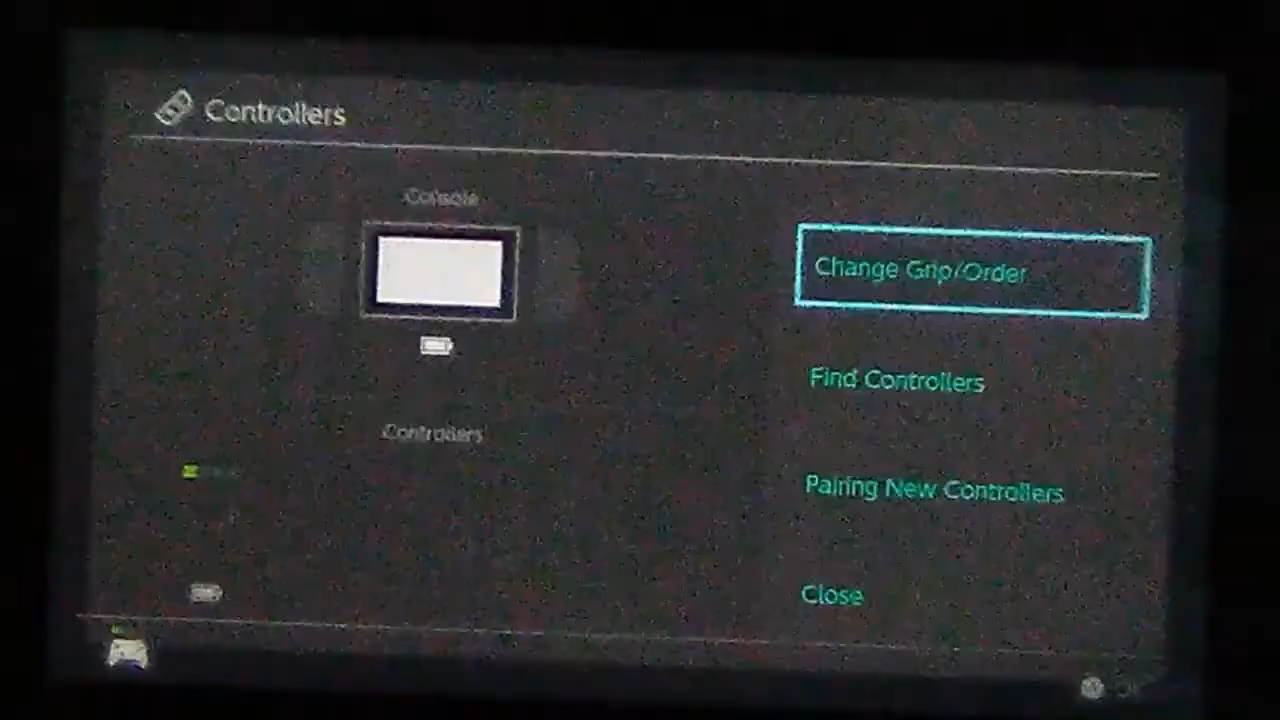 Controllers
Console
Change Grip/Order
Find Controllers
Controllers
Pairing New Controllers
Close